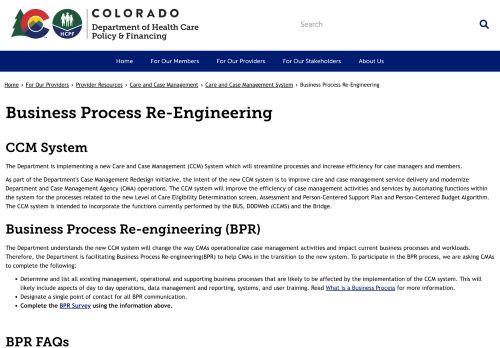 CO
HCPF
COLORADO
Department of Health Care
Policy & Financing
Search
Home
For Our Members
For Our Providers
For Our Stakeholders
About Us
Home › For Our Providers › Provider Resources › Care and Case Management › Care and Case Management System › Business Process Re-Engineering
Business Process Re-Engineering
CCM System
The Department is implementing a new Care and Case Management (CCM) System which will streamline processes and increase efficiency for case managers and members.
As part of the Department's Case Management Redesign initiative, the intent of the new CCM system is to improve care and case management service delivery and modernize
Department and Case Management Agency (CMA) operations. The CCM system will improve the efficiency of case management activities and services by automating functions within
the system for the processes related to the new Level of Care Eligibility Determination screen, Assessment and Person-Centered Support Plan and Person-Centered Budget Algorithm.
The CCM system is intended to incorporate the functions currently performed by the BUS, DDDWeb (CCMS) and the Bridge.
Business Process Re-engineering (BPR)
The Department understands the new CCM system will change the way CMAs operationalize case management activities and impact current business processes and workloads.
Therefore, the Department is facilitating Business Process Re-engineering(BPR) to help CMAs in the transition to the new system. To participate in the BPR process, we are asking CMAs
to complete the following:
• Determine and list all existing management, operational and supporting business processes that are likely to be affected by the implementation of the CCM system. This will
likely include aspects of day to day operations, data management and reporting, systems, and user training. Read What is a Business Process for more information.
• Designate a single point of contact for all BPR communication.
• Complete the BPR Survey using the information above.
BPR FAQs